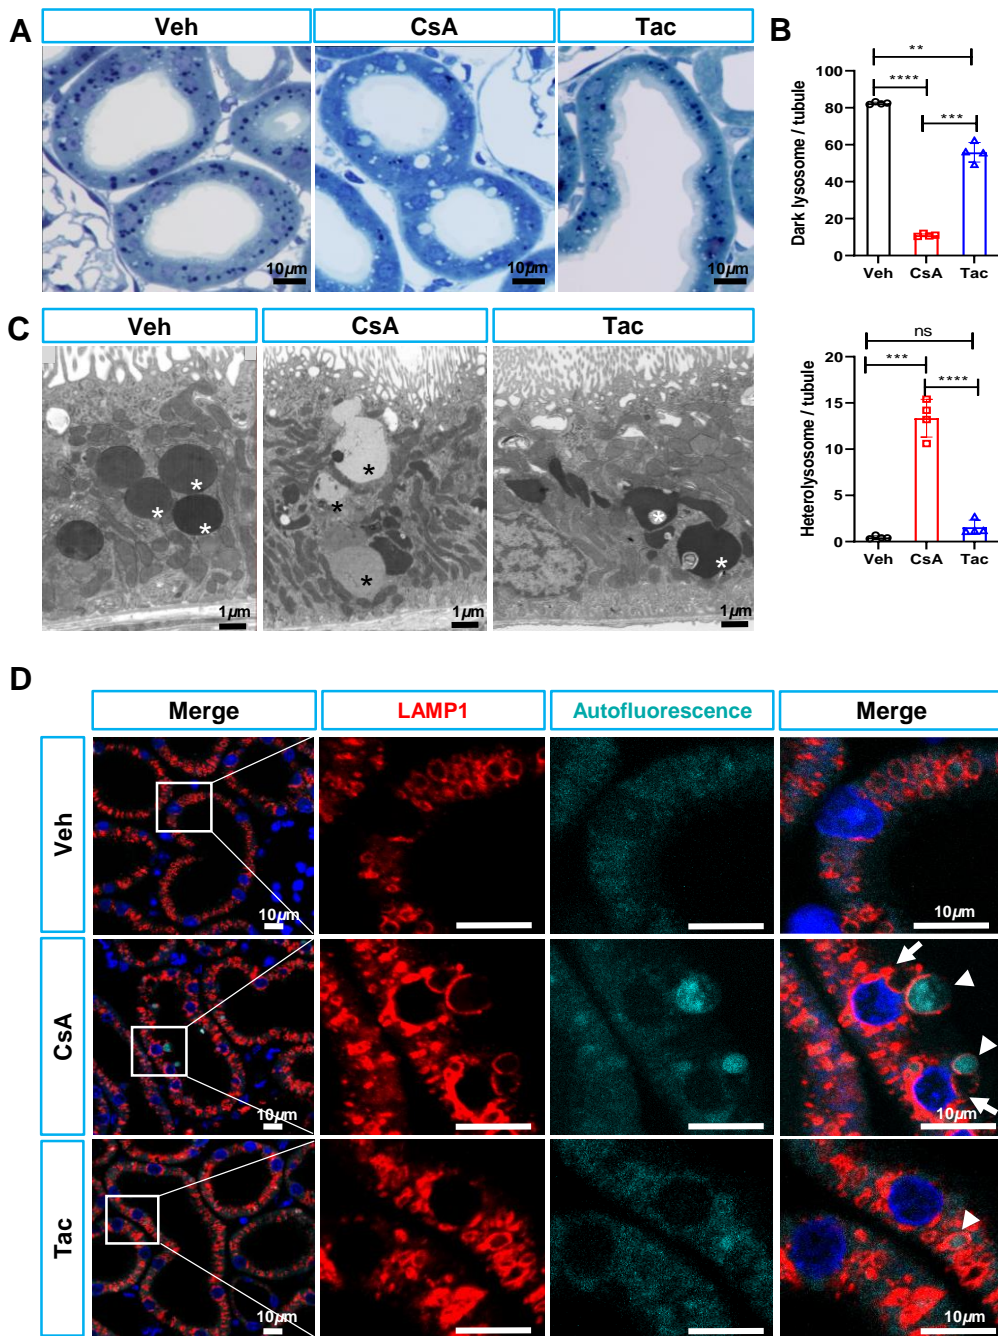 A
Veh
CsA
Tac
10µm
10µm
10µm
B
**
****
***
Dark lysosome / tubule
100
80
60
40
20
0
Veh
CsA
Tac
ns
***
****
Heterolysosome / tubule
20
15
10
5
0
Veh
CsA
Tac
C
Veh
CsA
Tac
*
*
*
*
*
*
*
*
1µm
1µm
1µm
D
Merge
LAMP1
Autofluorescence
Merge
Veh
10µm
10µm
CsA
10µm
10µm
Tac
10µm
10µm